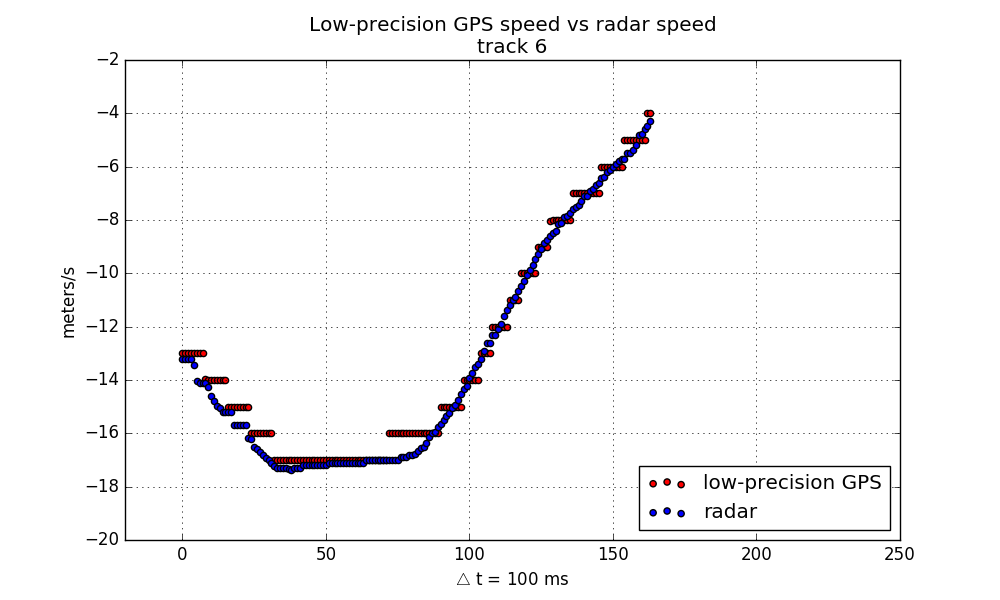 Low-precision GPS speed vs radar speed
track 6
−2
−4
−6
−8
−10
−12
−14
−16
−18
−20
meters/s
low-precision GPS
radar
0
50
100
150
200
250
△ t = 100 ms